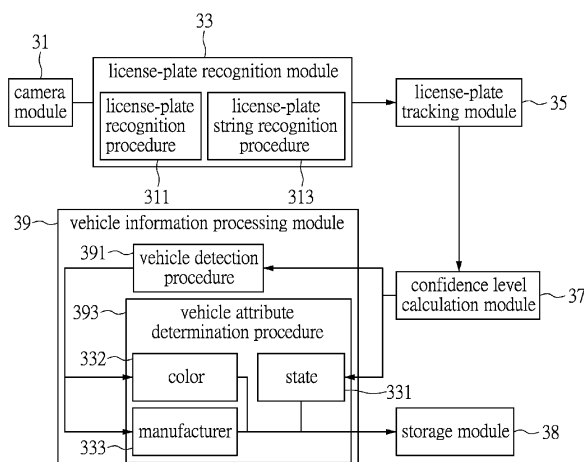 31
camera
module
33
license-plate recognition module
license-plate
recognition
procedure
311
license-plate
string recognition
procedure
313
license-plate
tracking module
35
39
vehicle information processing module
391
vehicle detection
procedure
confidence level
calculation module
37
393
vehicle attribute
determination procedure
332
color
state
331
333
manufacturer
storage module
38